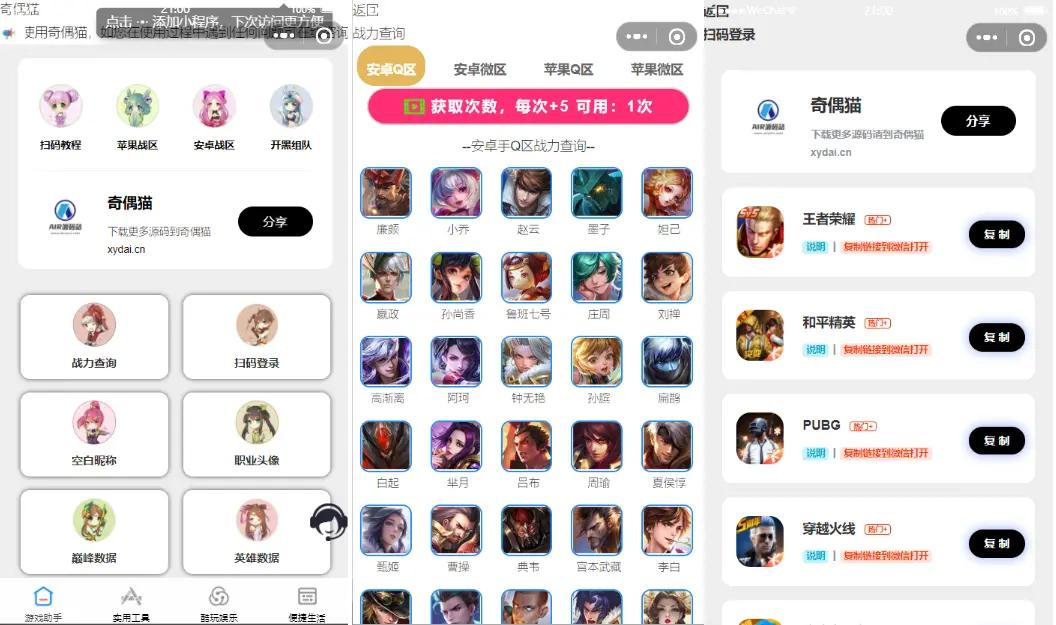 奇偶猫
21:00
100%
点击 ··· 添加小程序，下次访问更方便
使用奇偶猫，如您在使用过程中遇到任何问题可在
扫码教程 苹果战区 安卓战区 开黑组队
奇偶猫
下载更多源码到奇偶猫
xydai.cn
分享
AIR源码站
战力查询 扫码登录
空白昵称 职业头像
巅峰数据 英雄数据
游戏助手 实用工具 酷玩娱乐 便捷生活
返回
战力查询
安卓Q区 安卓微区 苹果Q区 苹果微区
获取次数，每次+5 可用：1次
--安卓手Q区战力查询--
廉颇 小乔 赵云 墨子 妲己
嬴政 孙尚香 鲁班七号 庄周 刘禅
高渐离 阿珂 钟无艳 孙膑 扁鹊
白起 芈月 吕布 周瑜 夏侯惇
甄姬 曹操 典韦 宫本武藏 李白
返回
WeChat
21:00
100%
扫码登录
AIR源码站
奇偶猫
下载更多源码请到奇偶猫
xydai.cn
分享
5v5
王者荣耀 热门+
说明 | 复制链接到微信打开
复制
和平精英 热门+
说明 | 复制链接到微信打开
复制
PUBG 热门+
说明 | 复制链接到微信打开
复制
穿越火线 热门+
说明 | 复制链接到微信打开
复制